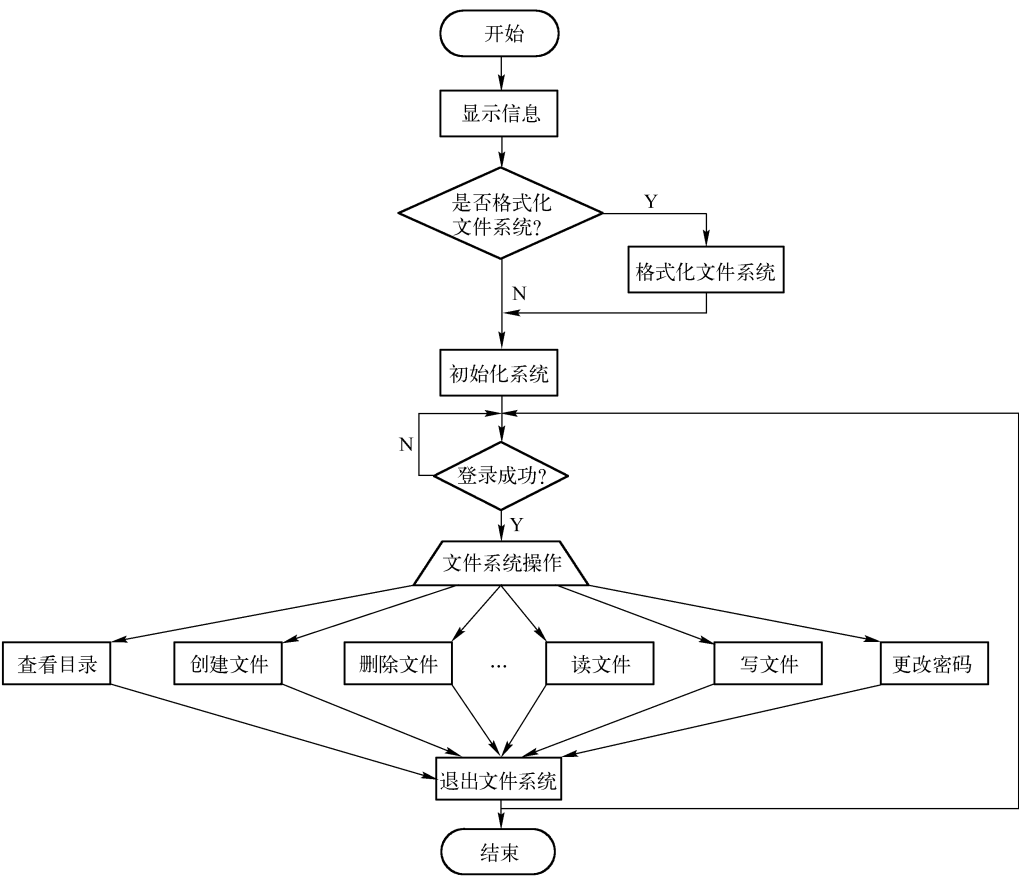 开始
显示信息
是否格式化
文件系统?
Y
格式化文件系统
N
初始化系统
N
登录成功?
Y
文件系统操作
查看目录
创建文件
删除文件
…
读文件
写文件
更改密码
退出文件系统
结束